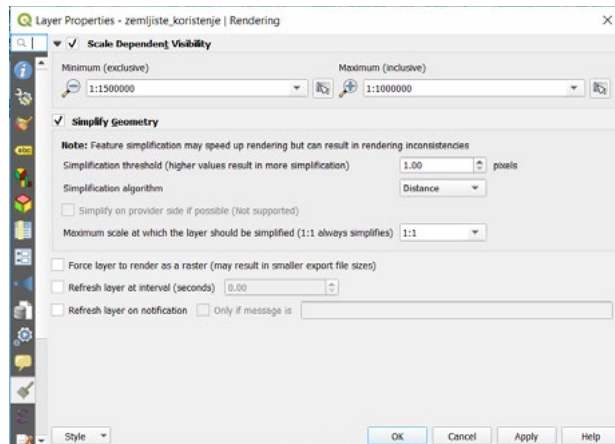 Layer Properties - zemljiste_koristenje | Rendering
Scale Dependent Visibility
Minimum (exclusive) Maximum (inclusive)
1:1500000 1:1000000
Simplify Geometry
Note: Feature simplification may speed up rendering but can result in rendering inconsistencies
Simplification threshold (higher values result in more simplification) 1.00 pixels
Simplification algorithm Distance
Simplify on provider side if possible (Not supported)
Maximum scale at which the layer should be simplified (1:1 always simplifies) 1:1
Force layer to render as a raster (may result in smaller export file sizes)
Refresh layer at interval (seconds) 0.00
Refresh layer on notification Only if message is
Style OK Cancel Apply Help